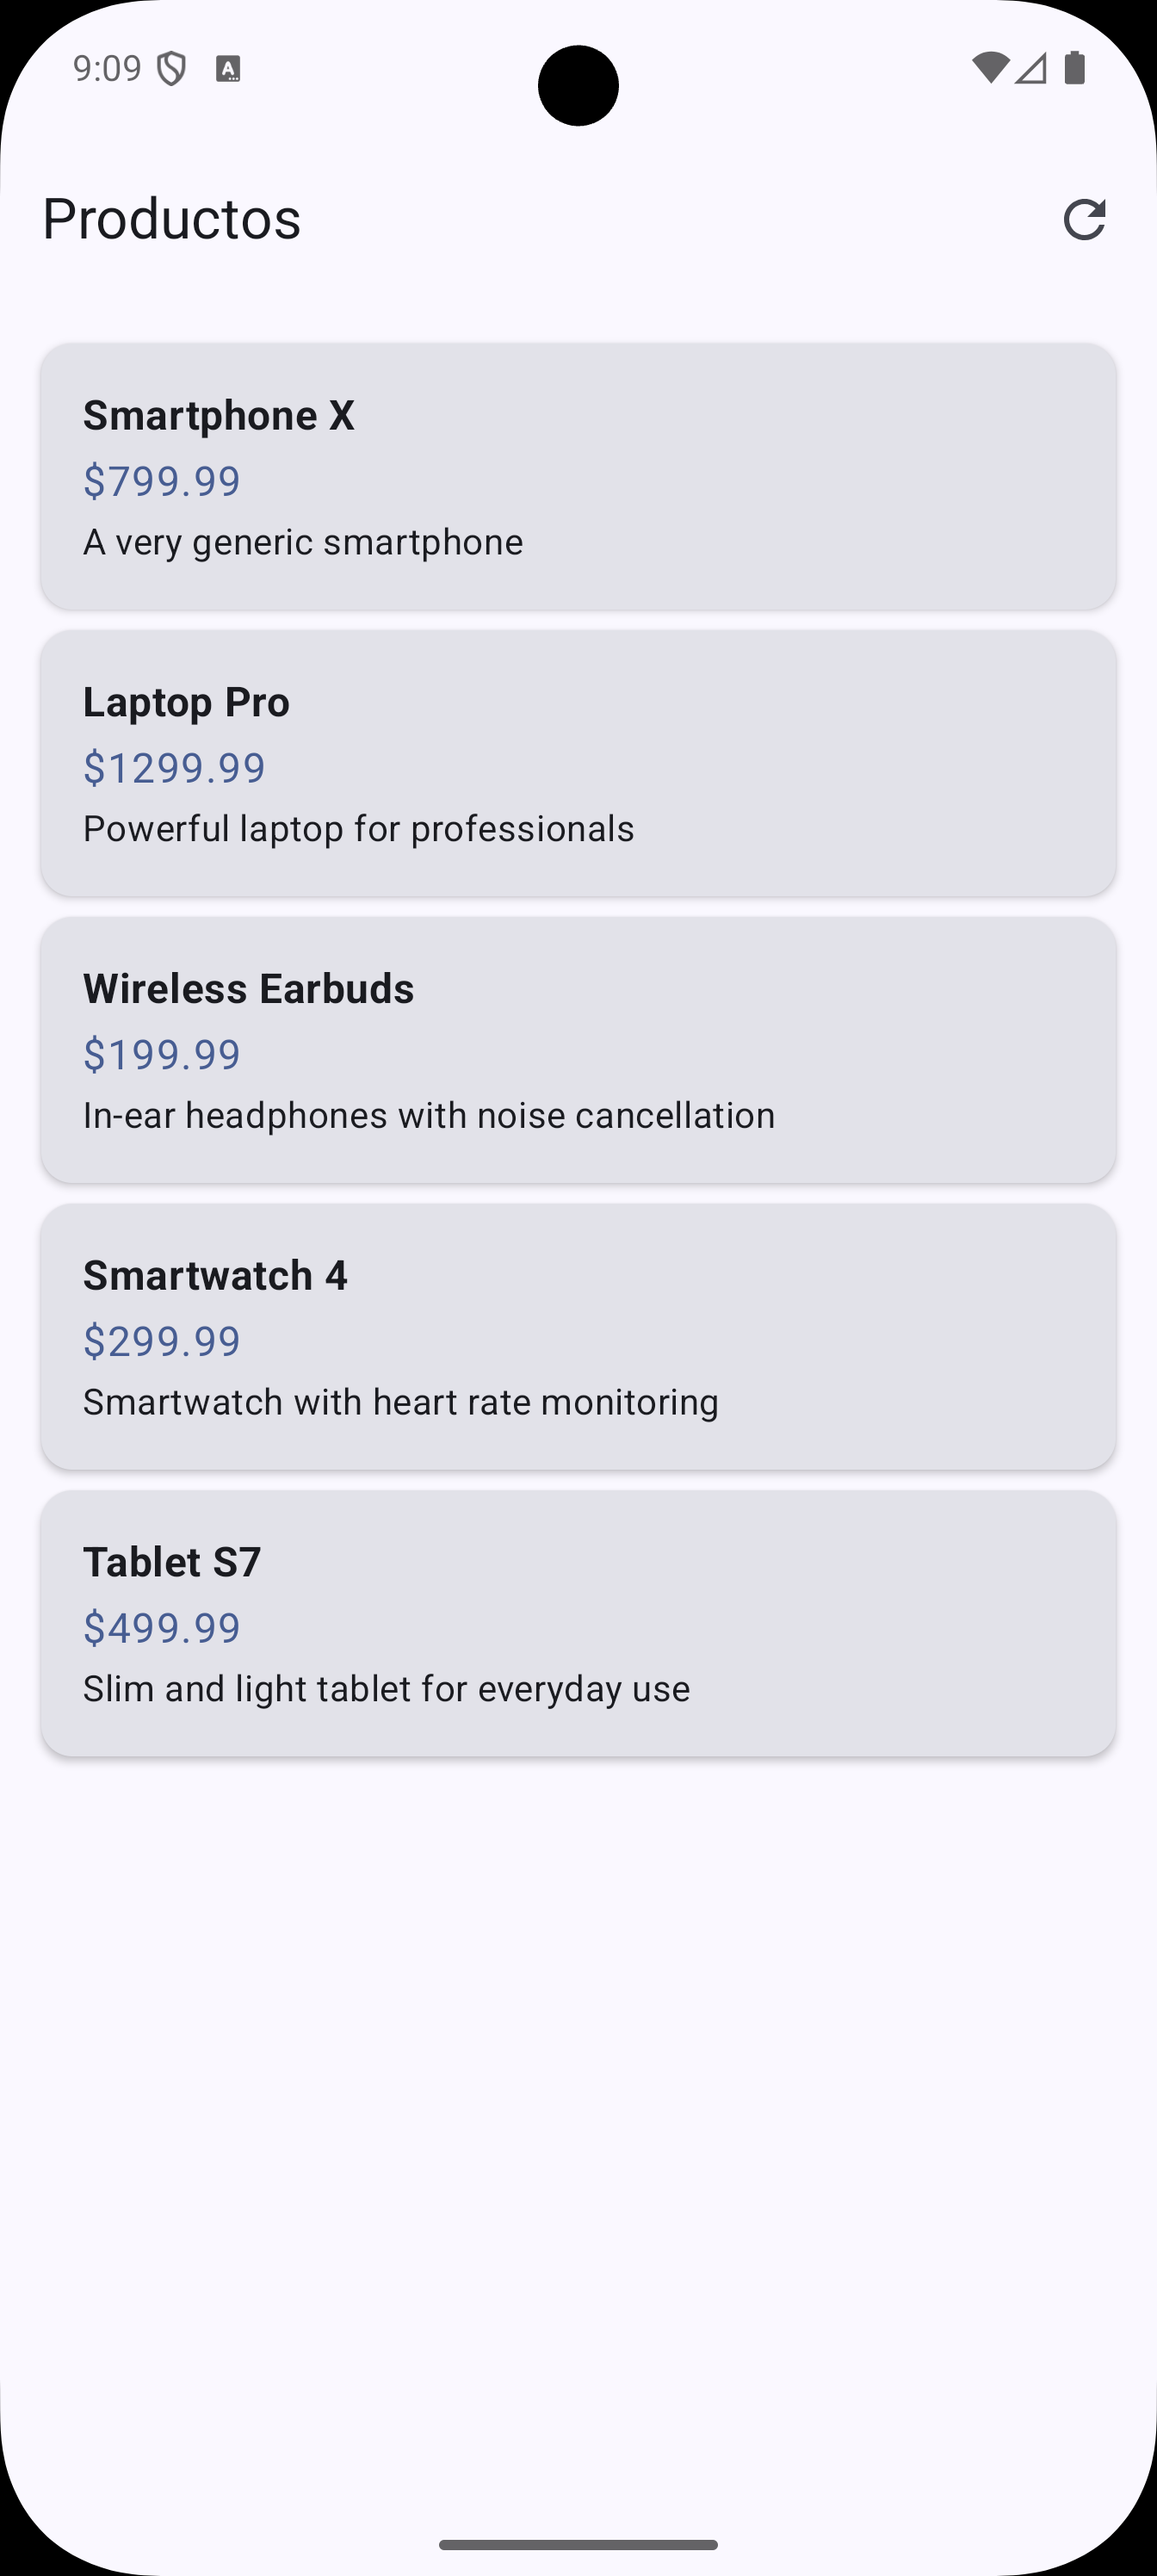 9:09
Productos
Smartphone X
$799.99
A very generic smartphone
Laptop Pro
$1299.99
Powerful laptop for professionals
Wireless Earbuds
$199.99
In-ear headphones with noise cancellation
Smartwatch 4
$299.99
Smartwatch with heart rate monitoring
Tablet S7
$499.99
Slim and light tablet for everyday use